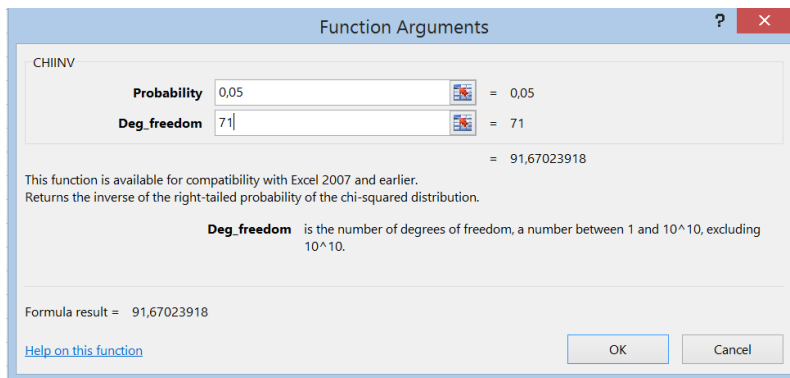 Function Arguments
?
CHIINV
Probability 0,05 = 0,05
Deg_freedom 71 = 71
= 91,67023918
This function is available for compatibility with Excel 2007 and earlier.
Returns the inverse of the right-tailed probability of the chi-squared distribution.
Deg_freedom is the number of degrees of freedom, a number between 1 and 10^10, excluding
10^10.
Formula result = 91,67023918
Help on this function
OK Cancel